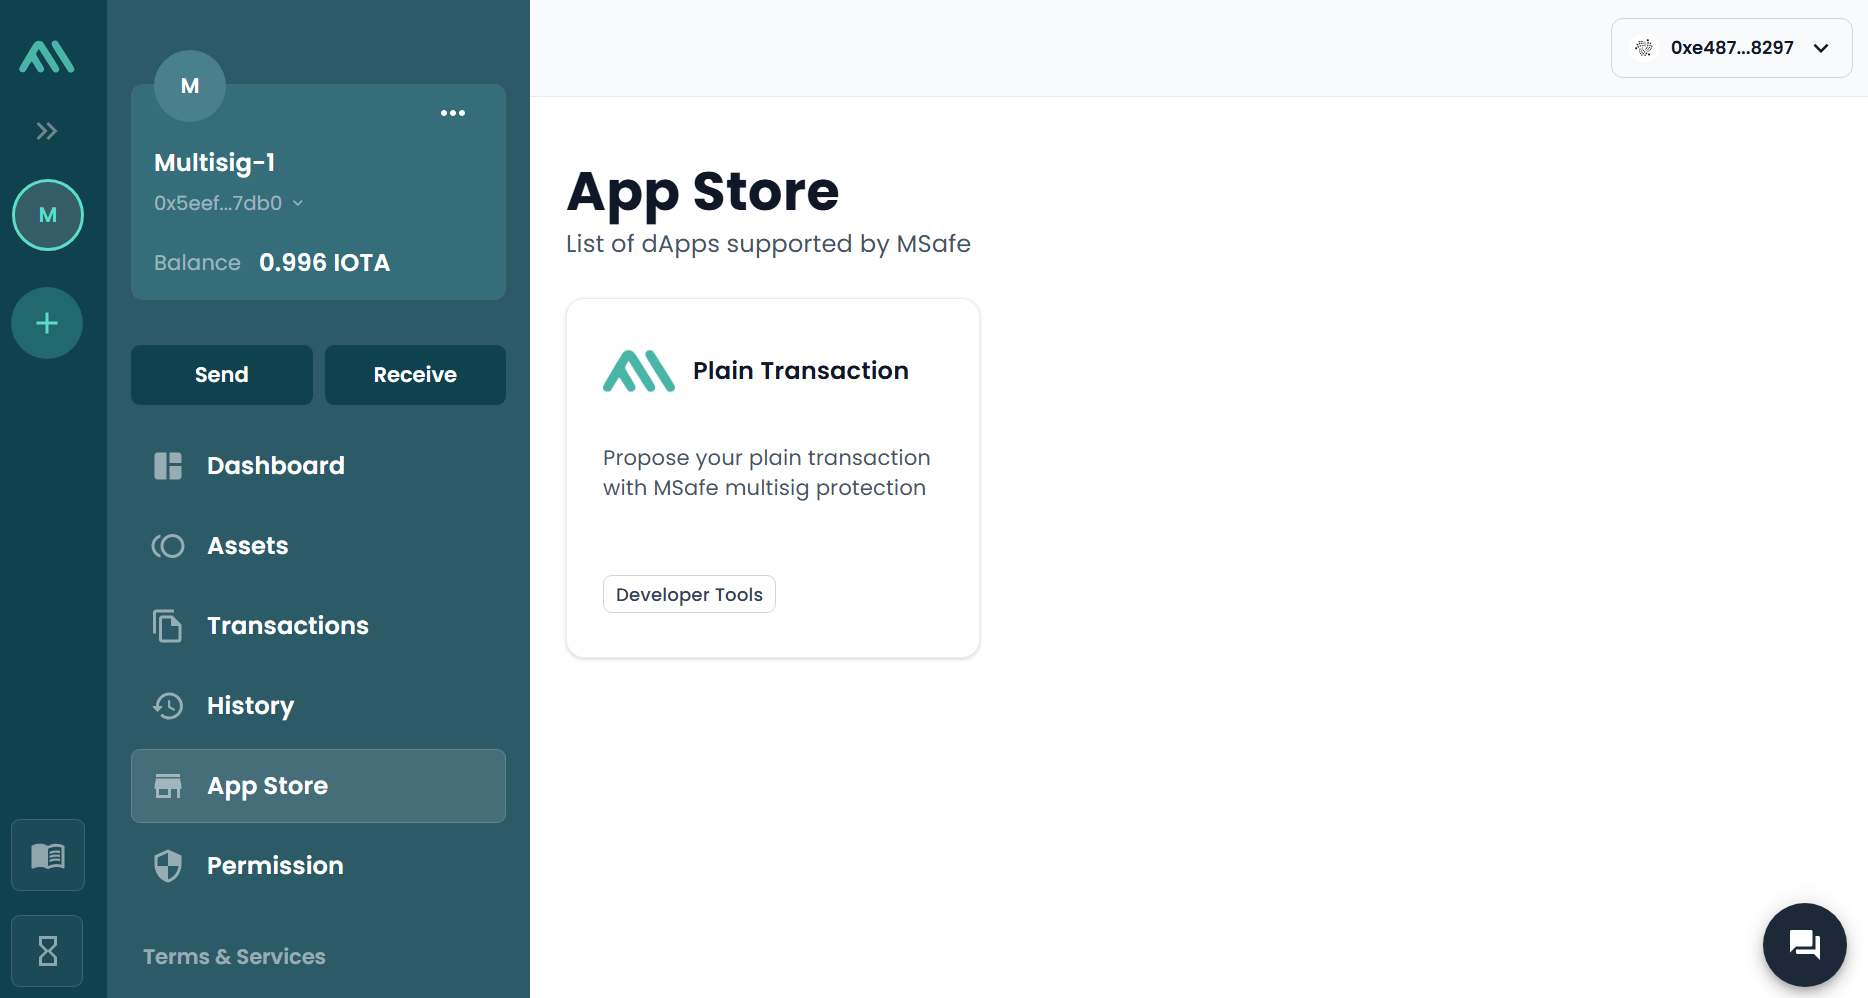 M
M
Multisig-1
0x5eef...7db0
Balance 0.996 IOTA
Send
Receive
Dashboard
Assets
Transactions
History
App Store
Permission
Terms & Services
0xe487...8297
App Store
List of dApps supported by MSafe
Plain Transaction
Propose your plain transaction
with MSafe multisig protection
Developer Tools